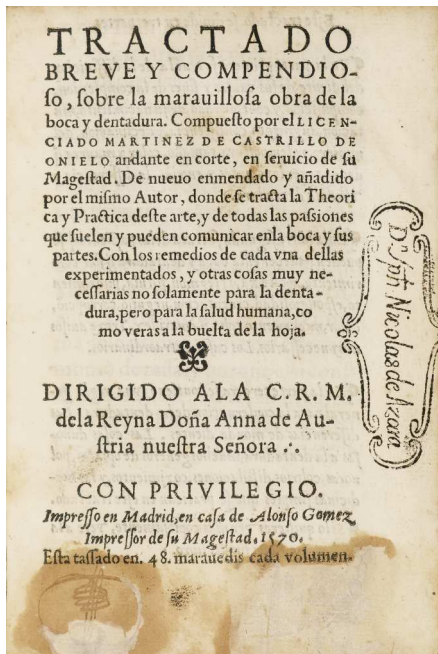 TRACTADO
BREVE Y COMPENDIO-
ſo, ſobre la marauilloſa obra de la
boca y dentadura. Compueſto por el LICEN-
CIADO MARTINEZ DE CASTRILLO DE
ONIELO andante en corte, en ſeruicio de ſu
Mageſtad. De nueuo enmendado y añadido
por el miſmo Autor, donde ſe tracta la Theori
ca y Practica deſte arte, y de todas las paſsiones
que ſuelen y pueden comunicar enla boca y ſus
partes. Con los remedios de cada vna dellas
experimentados, y otras coſas muy ne-
ceſſarias no ſolamente para la denta-
dura, pero para la ſalud humana, co
mo veras a la buelta de la hoja.
DIRIGIDO ALA C. R. M.
dela Reyna Doña Anna de Au-
ſtria nueſtra Señora .·.
CON PRIVILEGIO.
Impreſſo en Madrid, en caſa de Alonſo Gomez
Impreſſor de ſu Mageſtad. 1570.
Eſta taſſado en. 48. marauedis cada volumen.
Dⁿ Jph Nicolas de Azara